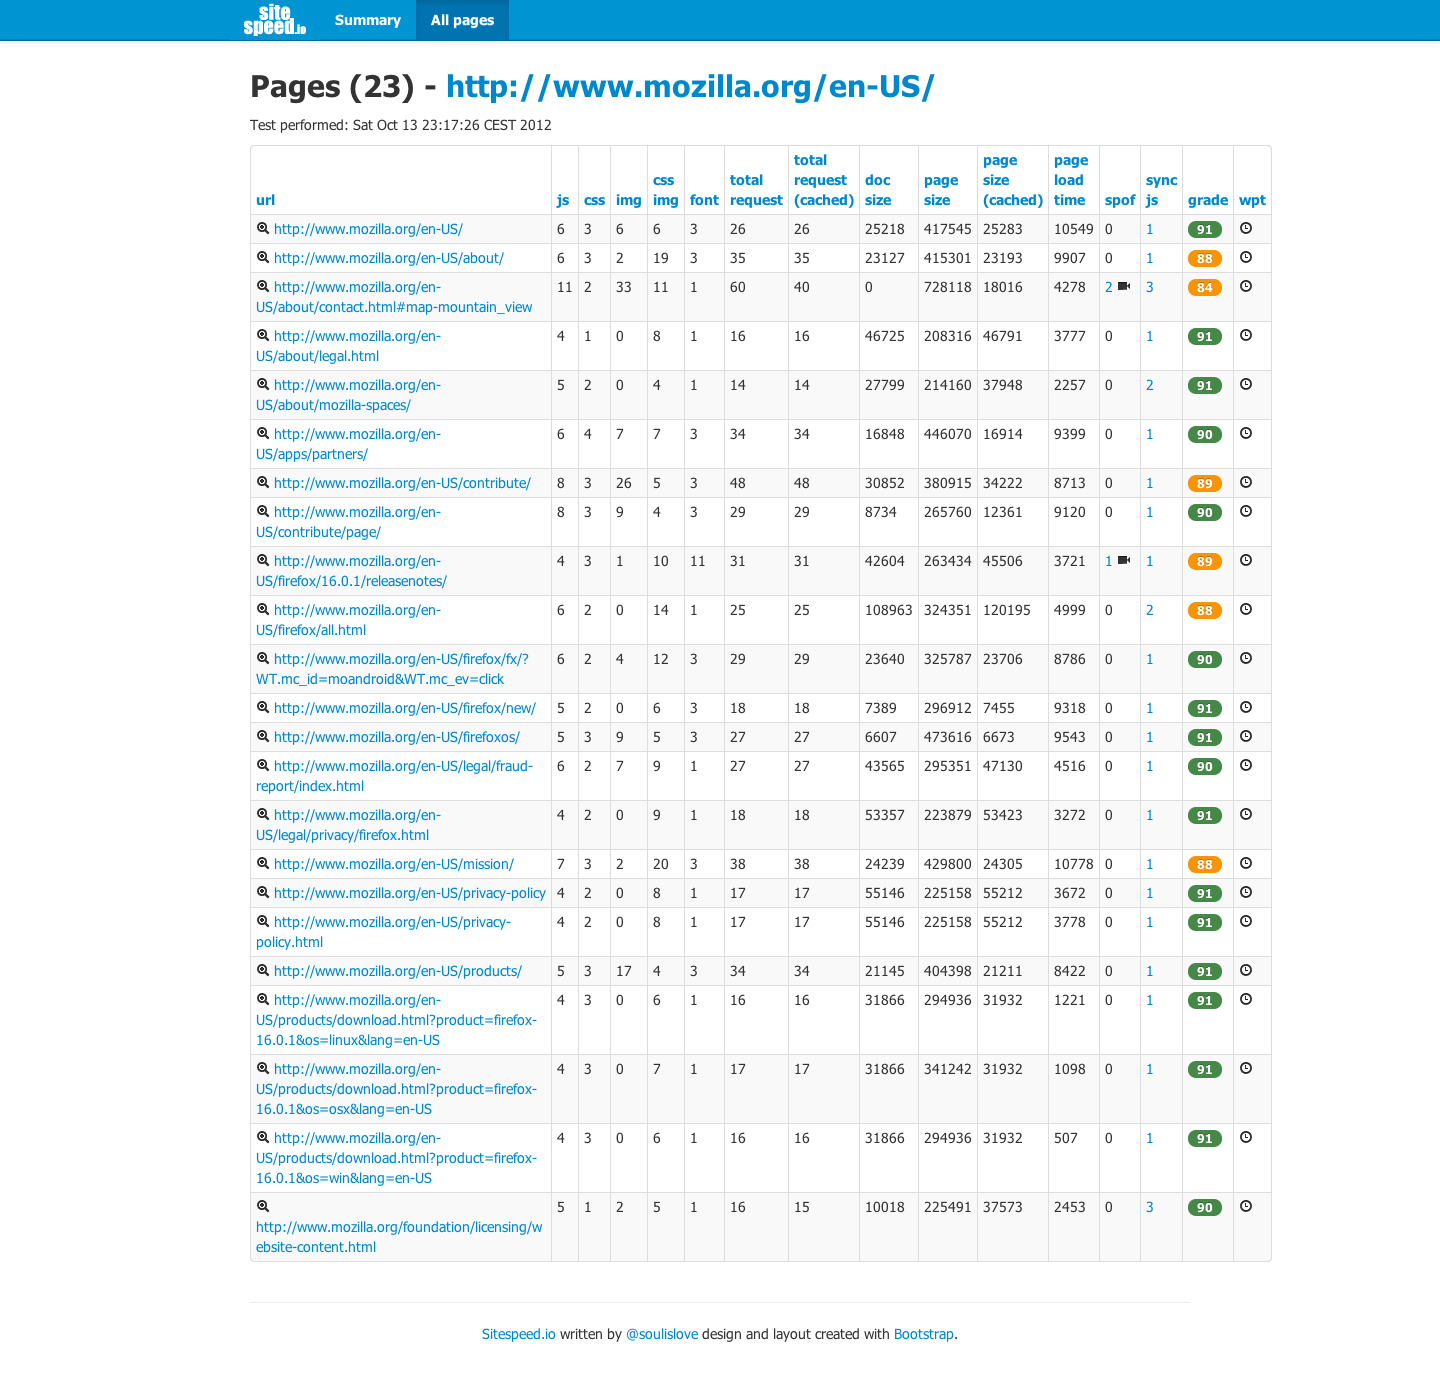 site
speed.io
Summary
All pages
Pages (23) - http://www.mozilla.org/en-US/
Test performed: Sat Oct 13 23:17:26 CEST 2012
url js css img css img font total request total request (cached) doc size page size page size (cached) page load time spof sync js grade wpt
http://www.mozilla.org/en-US/ 6 3 6 6 3 26 26 25218 417545 25283 10549 0 1 91
http://www.mozilla.org/en-US/about/ 6 3 2 19 3 35 35 23127 415301 23193 9907 0 1 88
http://www.mozilla.org/en- 11 2 33 11 1 60 40 0 728118 18016 4278 2 3 84
US/about/contact.html#map-mountain_view
http://www.mozilla.org/en- 4 1 0 8 1 16 16 46725 208316 46791 3777 0 1 91
US/about/legal.html
http://www.mozilla.org/en- 5 2 0 4 1 14 14 27799 214160 37948 2257 0 2 91
US/about/mozilla-spaces/
http://www.mozilla.org/en- 6 4 7 7 3 34 34 16848 446070 16914 9399 0 1 90
US/apps/partners/
http://www.mozilla.org/en-US/contribute/ 8 3 26 5 3 48 48 30852 380915 34222 8713 0 1 89
http://www.mozilla.org/en- 8 3 9 4 3 29 29 8734 265760 12361 9120 0 1 90
US/contribute/page/
http://www.mozilla.org/en- 4 3 1 10 11 31 31 42604 263434 45506 3721 1 1 89
US/firefox/16.0.1/releasenotes/
http://www.mozilla.org/en- 6 2 0 14 1 25 25 108963 324351 120195 4999 0 2 88
US/firefox/all.html
http://www.mozilla.org/en-US/firefox/fx/? 6 2 4 12 3 29 29 23640 325787 23706 8786 0 1 90
WT.mc_id=moandroid&WT.mc_ev=click
http://www.mozilla.org/en-US/firefox/new/ 5 2 0 6 3 18 18 7389 296912 7455 9318 0 1 91
http://www.mozilla.org/en-US/firefoxos/ 5 3 9 5 3 27 27 6607 473616 6673 9543 0 1 91
http://www.mozilla.org/en-US/legal/fraud- 6 2 7 9 1 27 27 43565 295351 47130 4516 0 1 90
report/index.html
http://www.mozilla.org/en- 4 2 0 9 1 18 18 53357 223879 53423 3272 0 1 91
US/legal/privacy/firefox.html
http://www.mozilla.org/en-US/mission/ 7 3 2 20 3 38 38 24239 429800 24305 10778 0 1 88
http://www.mozilla.org/en-US/privacy-policy 4 2 0 8 1 17 17 55146 225158 55212 3672 0 1 91
http://www.mozilla.org/en-US/privacy- 4 2 0 8 1 17 17 55146 225158 55212 3778 0 1 91
policy.html
http://www.mozilla.org/en-US/products/ 5 3 17 4 3 34 34 21145 404398 21211 8422 0 1 91
http://www.mozilla.org/en- 4 3 0 6 1 16 16 31866 294936 31932 1221 0 1 91
US/products/download.html?product=firefox-
16.0.1&os=linux&lang=en-US
http://www.mozilla.org/en- 4 3 0 7 1 17 17 31866 341242 31932 1098 0 1 91
US/products/download.html?product=firefox-
16.0.1&os=osx&lang=en-US
http://www.mozilla.org/en- 4 3 0 6 1 16 16 31866 294936 31932 507 0 1 91
US/products/download.html?product=firefox-
16.0.1&os=win&lang=en-US
5 1 2 5 1 16 15 10018 225491 37573 2453 0 3 90
http://www.mozilla.org/foundation/licensing/w
ebsite-content.html
Sitespeed.io written by @soulislove design and layout created with Bootstrap.